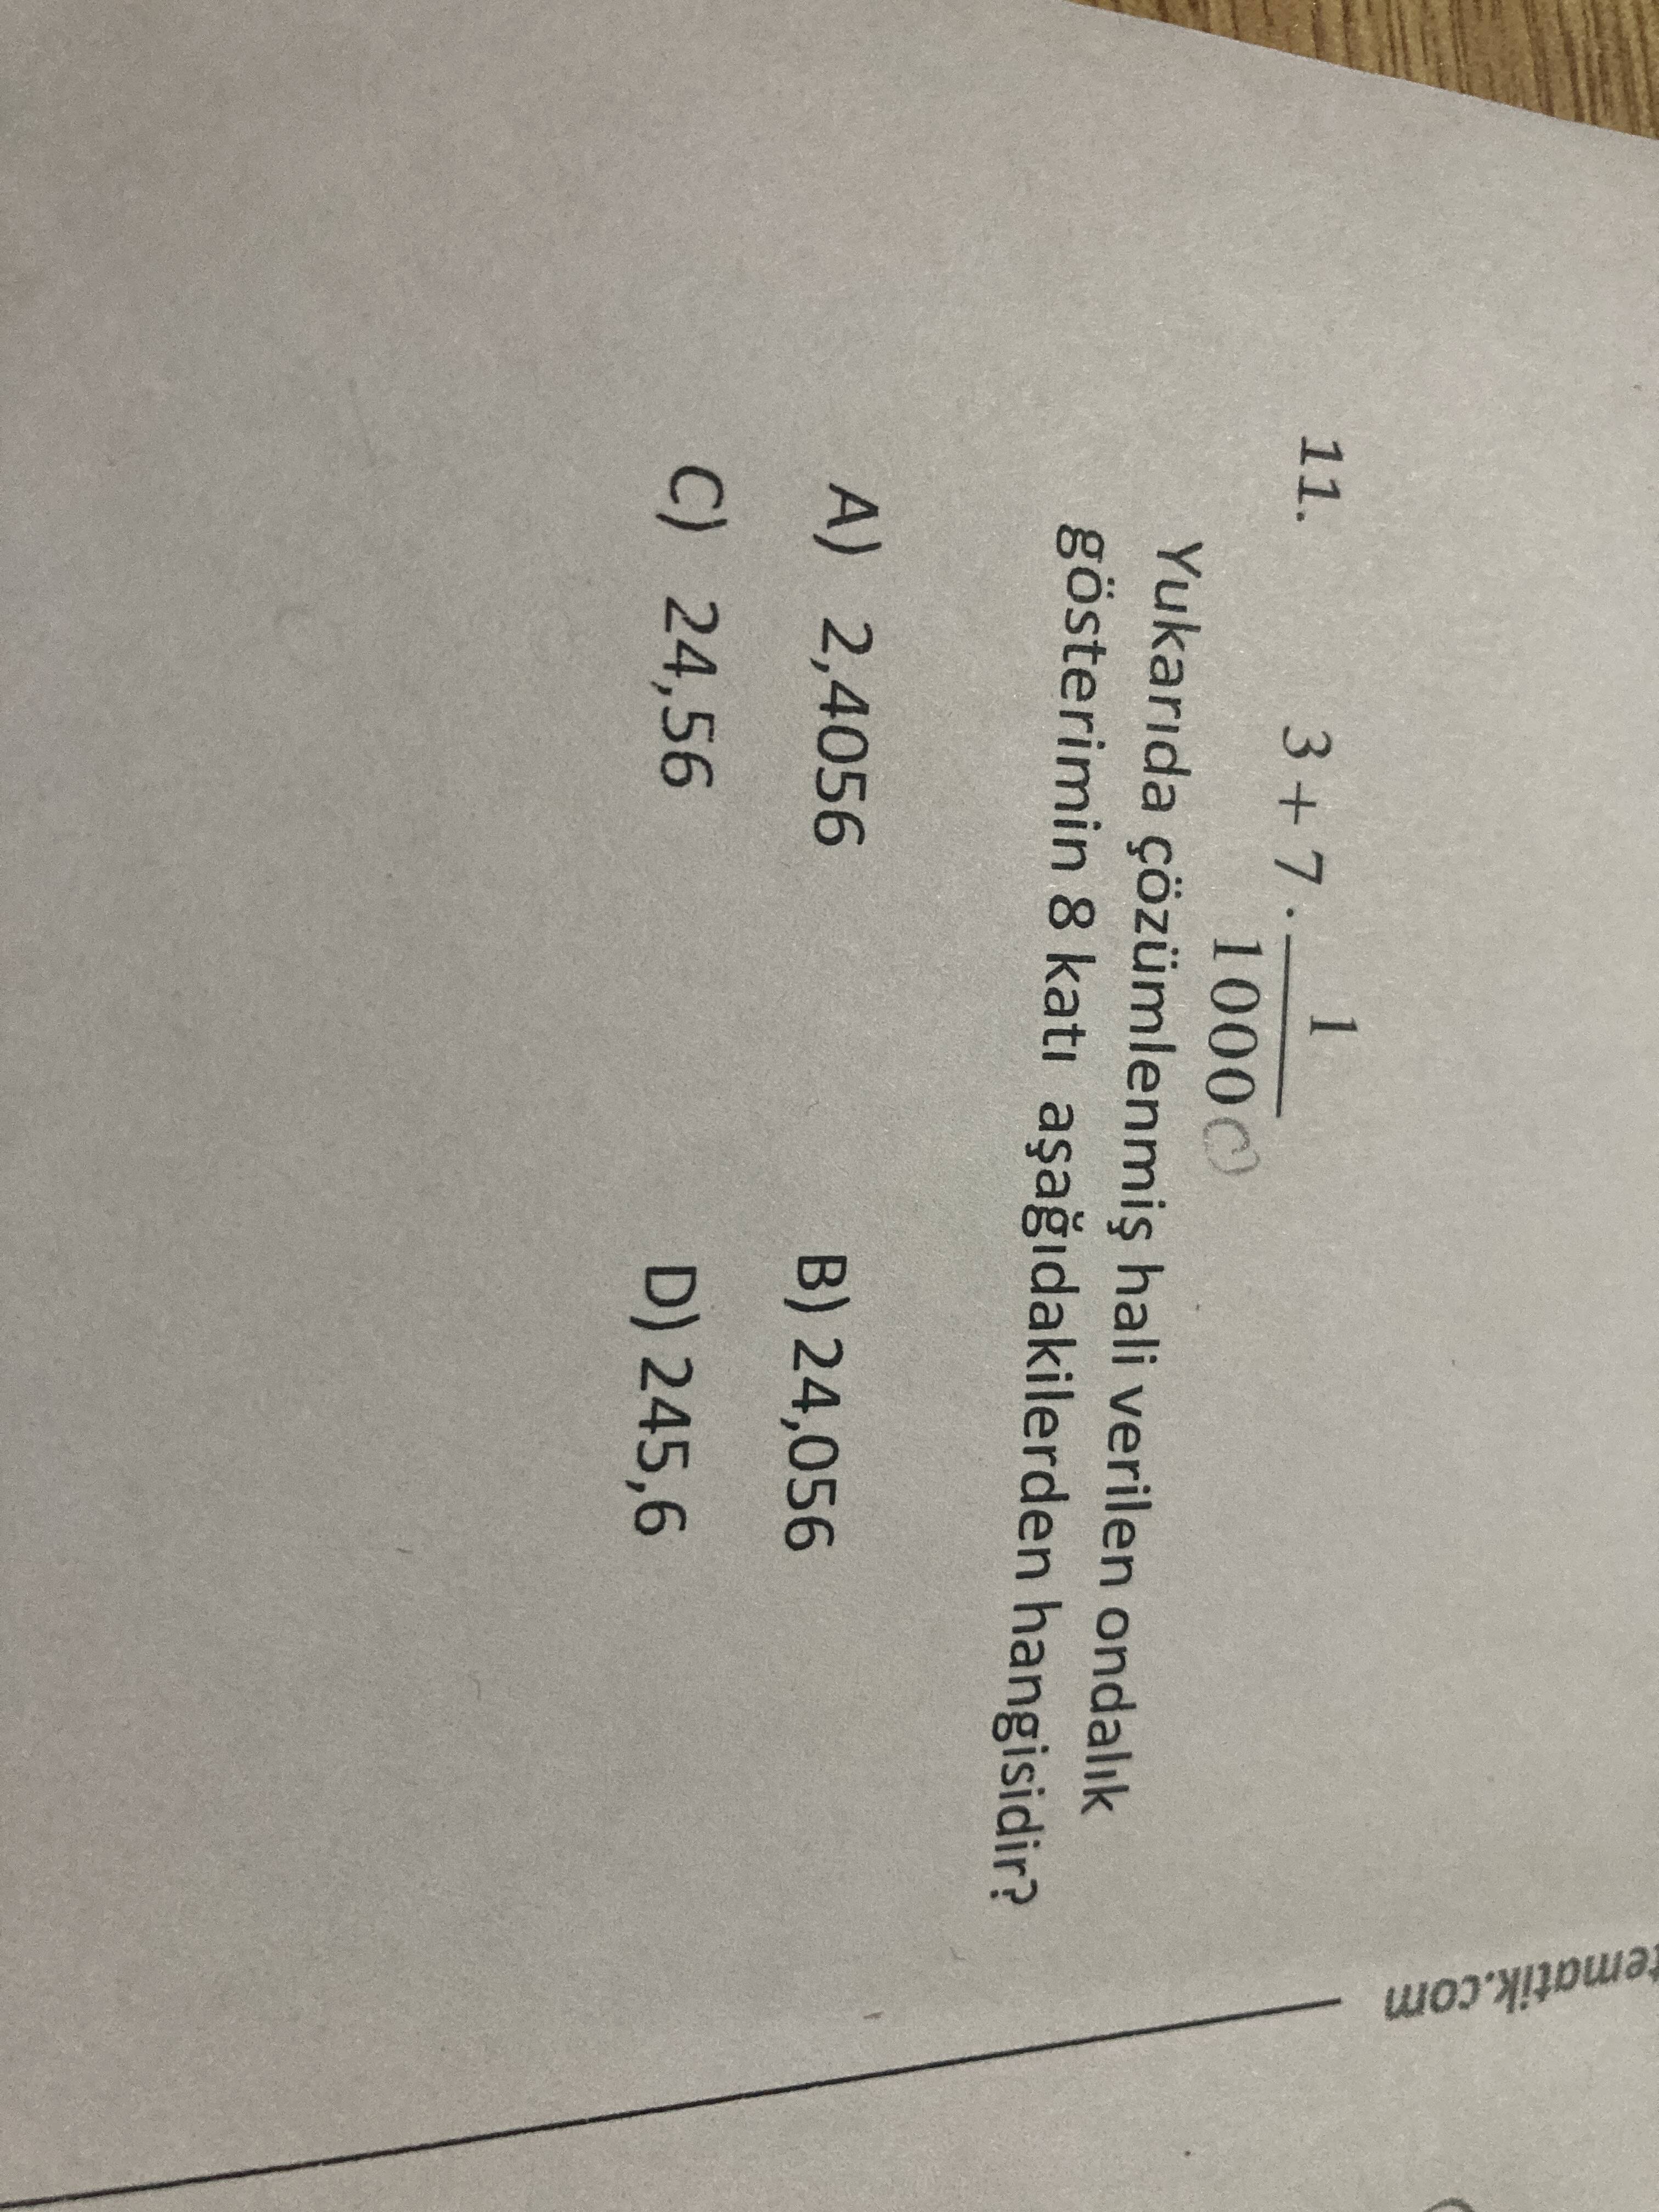 11. 3 + 7 · 1/1000 0
Yukarıda çözümlenmiş hali verilen ondalık
gösterimin 8 katı aşağıdakilerden hangisidir?
A) 2,4056 B) 24,056
C) 24,56 D) 245,6
tematik.com